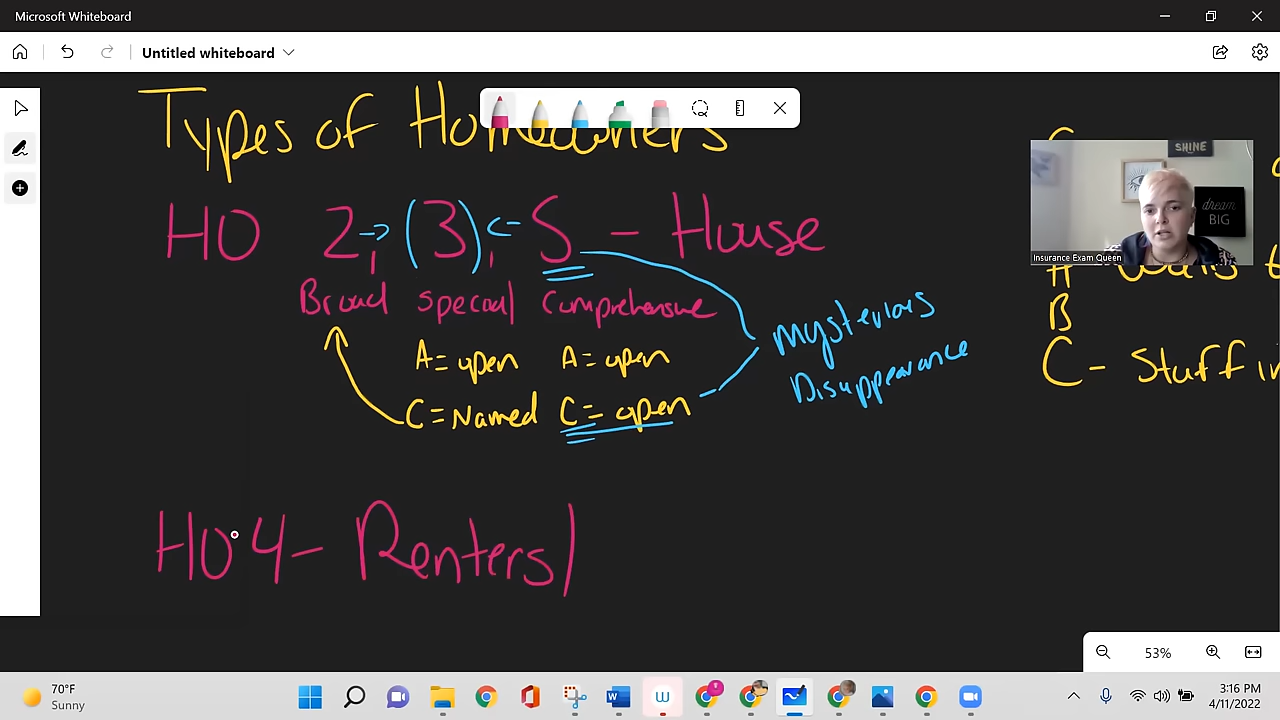 Microsoft Whiteboard
Untitled whiteboard
Types of Homeowners
HO 2, → (3), ← 5 - House
Broad special Comprehensive
A = open A = open
C = Named C = open
Mysterious
Disappearance
HO 4 - Renters
A - Walls
B
C - Stuff in
SHINE
dream
BIG
Insurance Exam Queen
53%
70°F
Sunny
3:16 PM
4/11/2022